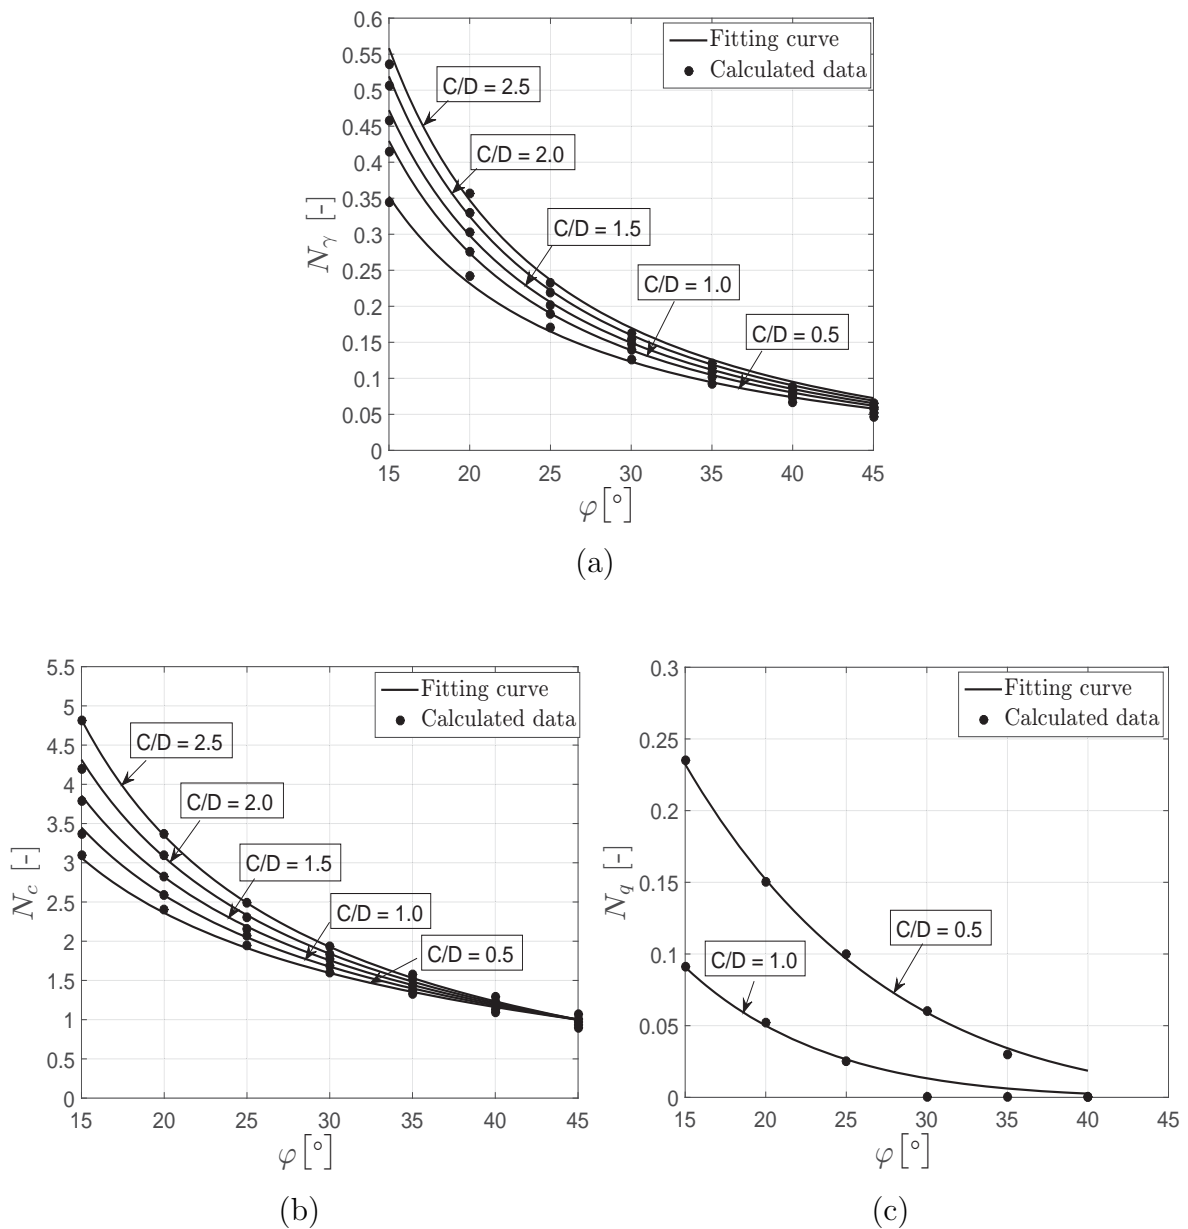 0.6
0.55
0.5
0.45
0.4
0.35
0.3
0.25
0.2
0.15
0.1
0.05
0
N_γ [-]
Fitting curve
Calculated data
C/D = 2.5
C/D = 2.0
C/D = 1.5
C/D = 1.0
C/D = 0.5
15 20 25 30 35 40 45
φ[°]
(a)
5.5
5
4.5
4
3.5
3
2.5
2
1.5
1
0.5
0
N_c [-]
Fitting curve
Calculated data
C/D = 2.5
C/D = 2.0
C/D = 1.5
C/D = 1.0
C/D = 0.5
15 20 25 30 35 40 45
φ[°]
(b)
0.3
0.25
0.2
0.15
0.1
0.05
0
N_q [-]
Fitting curve
Calculated data
C/D = 0.5
C/D = 1.0
15 20 25 30 35 40 45
φ[°]
(c)